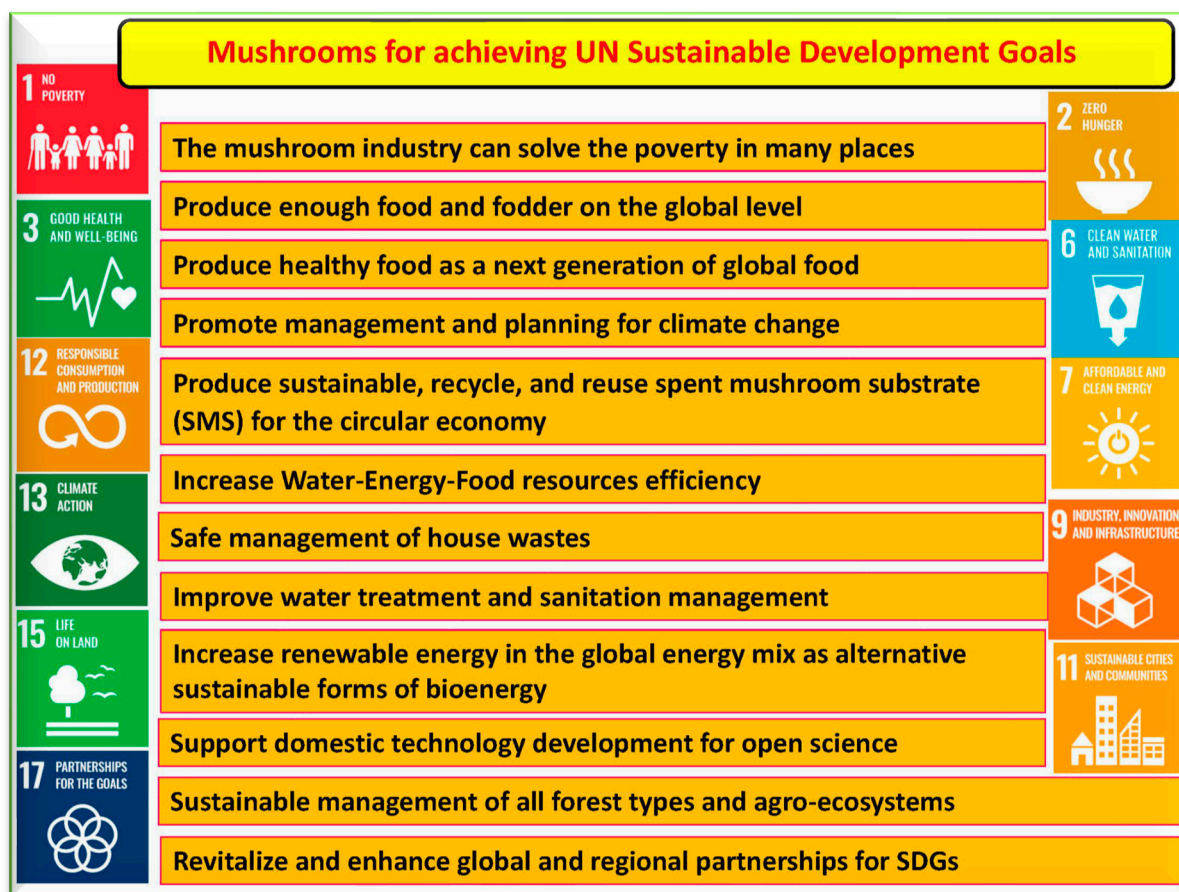 Mushrooms for achieving UN Sustainable Development Goals
1 NO
POVERTY
2 ZERO
HUNGER
The mushroom industry can solve the poverty in many places
Produce enough food and fodder on the global level
3 GOOD HEALTH
AND WELL-BEING
6 CLEAN WATER
AND SANITATION
Produce healthy food as a next generation of global food
Promote management and planning for climate change
12 RESPONSIBLE
CONSUMPTION
AND PRODUCTION
7 AFFORDABLE AND
CLEAN ENERGY
Produce sustainable, recycle, and reuse spent mushroom substrate
(SMS) for the circular economy
Increase Water-Energy-Food resources efficiency
13 CLIMATE
ACTION
9 INDUSTRY, INNOVATION
AND INFRASTRUCTURE
Safe management of house wastes
Improve water treatment and sanitation management
15 LIFE
ON LAND
11 SUSTAINABLE CITIES
AND COMMUNITIES
Increase renewable energy in the global energy mix as alternative
sustainable forms of bioenergy
Support domestic technology development for open science
17 PARTNERSHIPS
FOR THE GOALS
Sustainable management of all forest types and agro-ecosystems
Revitalize and enhance global and regional partnerships for SDGs